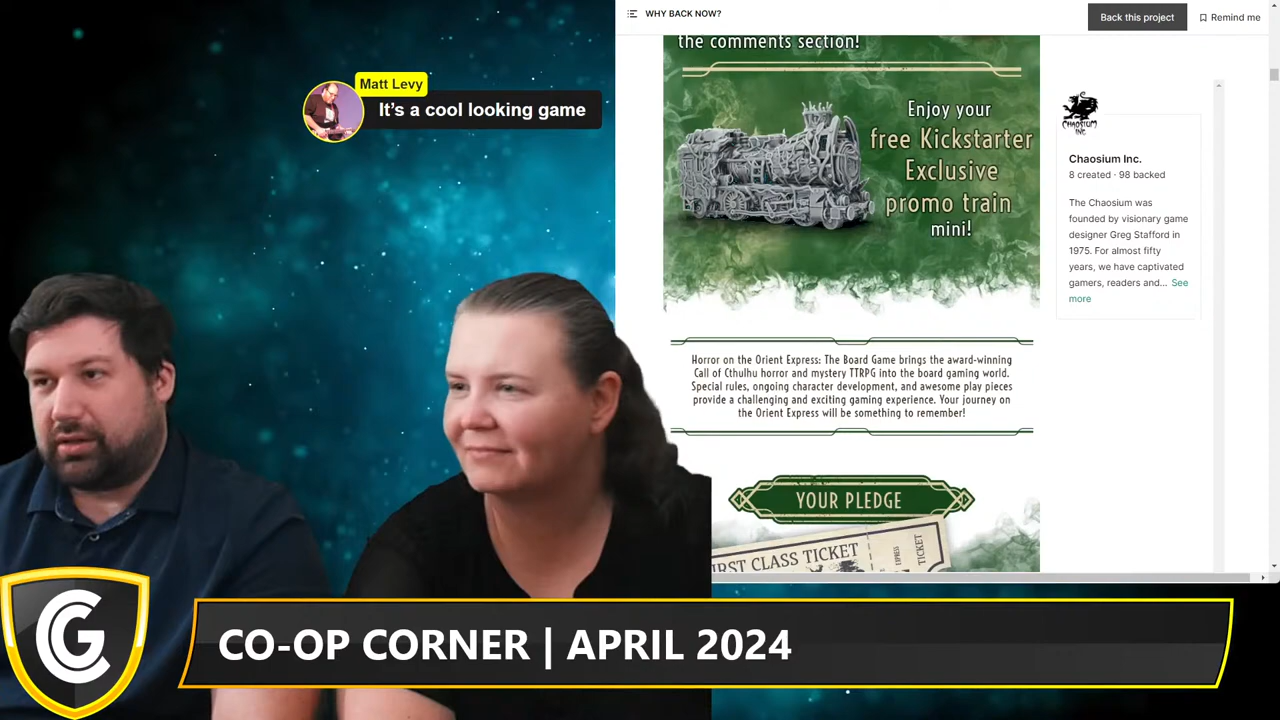 WHY BACK NOW?
Back this project
Remind me
the comments section!
Matt Levy
It's a cool looking game
Enjoy your
free Kickstarter
Exclusive
promo train
mini!
CHAOSIUM
INC
Chaosium Inc.
8 created · 98 backed
The Chaosium was
founded by visionary game
designer Greg Stafford in
1975. For almost fifty
years, we have captivated
gamers, readers and... See
more
Horror on the Orient Express: The Board Game brings the award-winning
Call of Cthulhu horror and mystery TTRPG into the board gaming world.
Special rules, ongoing character development, and awesome play pieces
provide a challenging and exciting gaming experience. Your journey on
the Orient Express will be something to remember!
YOUR PLEDGE
FIRST CLASS TICKET
EXPRESS
TICKET
CO-OP CORNER | APRIL 2024